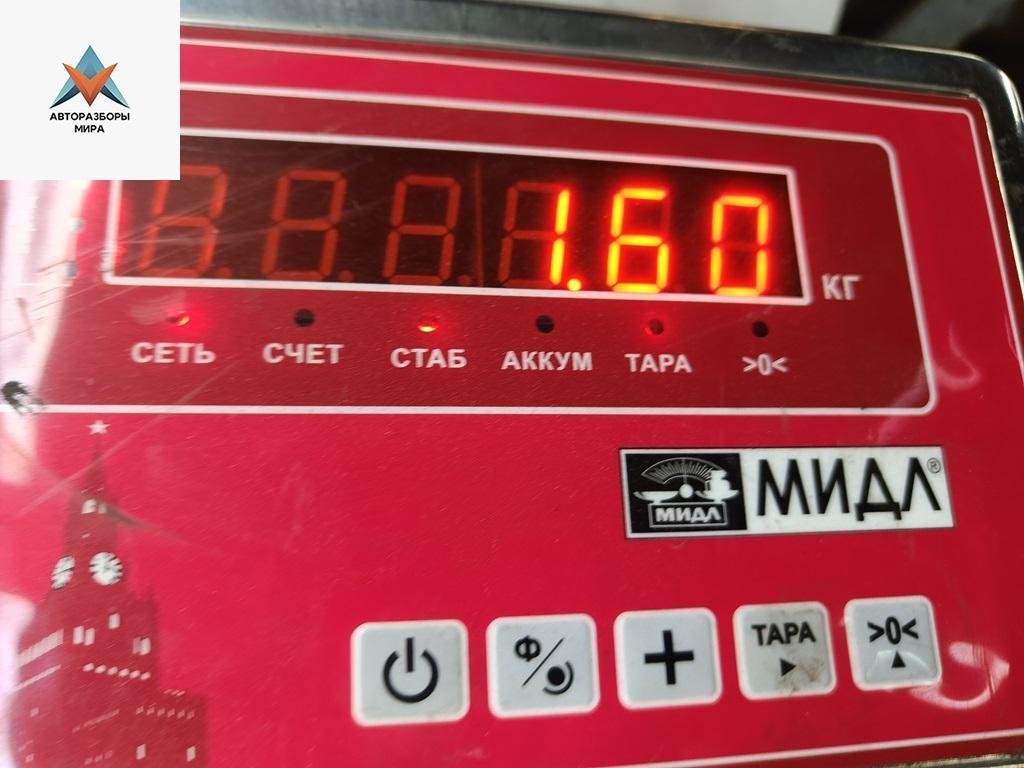 АВТОРАЗБОРЫ
МИРА
1.60
КГ
СЕТЬ СЧЕТ СТАБ АККУМ ТАРА >0<
МИДЛ МИДЛ®
Ф/ + ТАРА >0<